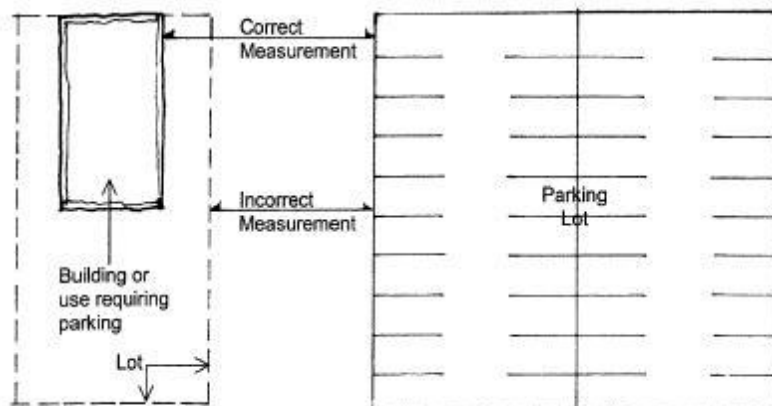 Correct
Measurement
Incorrect
Measurement
Parking
Lot
Building or
use requiring
parking
Lot